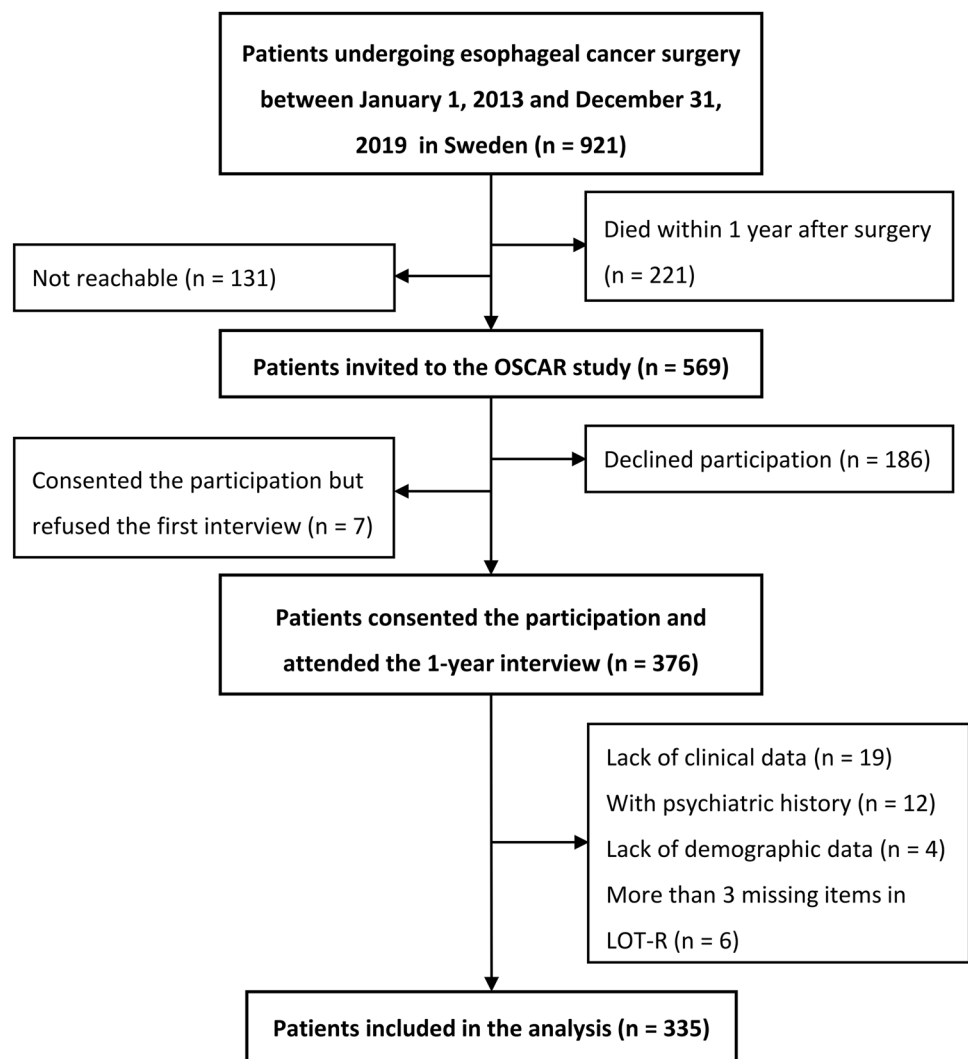 Patients undergoing esophageal cancer surgery
between January 1, 2013 and December 31,
2019 in Sweden (n = 921)
Died within 1 year after surgery
(n = 221)
Not reachable (n = 131)
Patients invited to the OSCAR study (n = 569)
Declined participation (n = 186)
Consented the participation but
refused the first interview (n = 7)
Patients consented the participation and
attended the 1-year interview (n = 376)
Lack of clinical data (n = 19)
With psychiatric history (n = 12)
Lack of demographic data (n = 4)
More than 3 missing items in
LOT-R (n = 6)
Patients included in the analysis (n = 335)